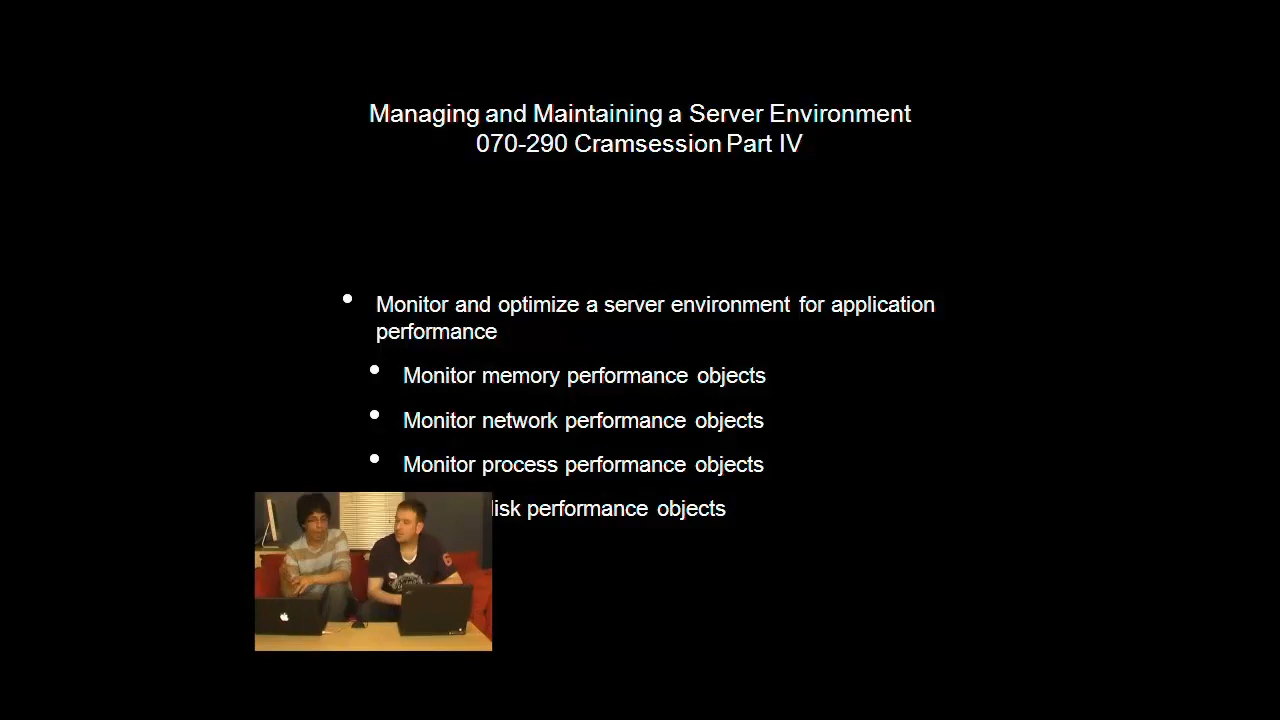 Managing and Maintaining a Server Environment
070-290 Cramsession Part IV
Monitor and optimize a server environment for application
performance
Monitor memory performance objects
Monitor network performance objects
Monitor process performance objects
performance objects